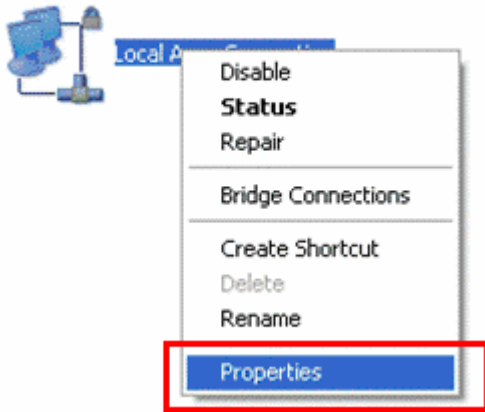 Local
Disable
Status
Repair
Bridge Connections
Create Shortcut
Delete
Rename
Properties